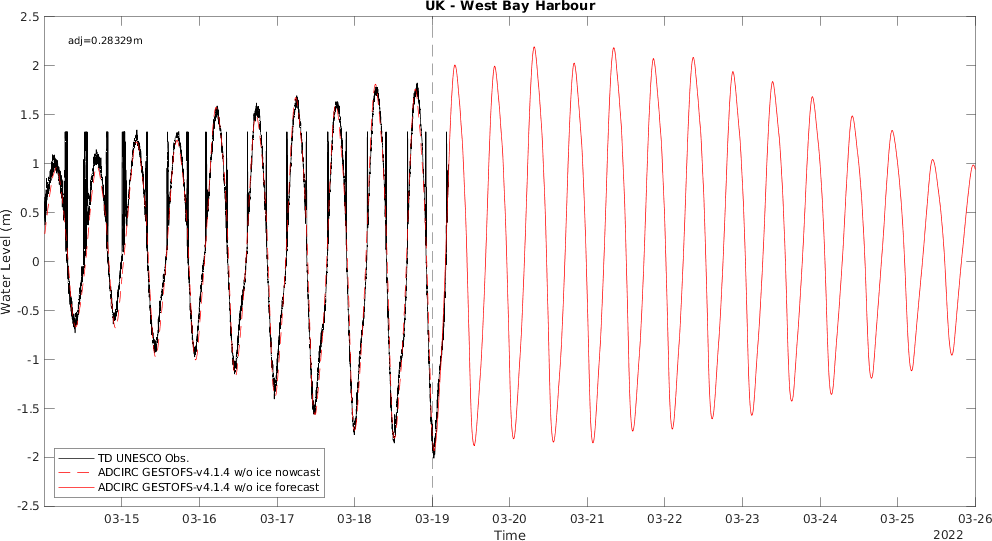 UK - West Bay Harbour
adj=0.28329m
2.5
2
1.5
1
0.5
0
-0.5
-1
-1.5
-2
-2.5
Water Level (m)
TD UNESCO Obs.
ADCIRC GESTOFS-v4.1.4 w/o ice nowcast
ADCIRC GESTOFS-v4.1.4 w/o ice forecast
03-15 03-16 03-17 03-18 03-19 03-20 03-21 03-22 03-23 03-24 03-25 03-26
Time
2022